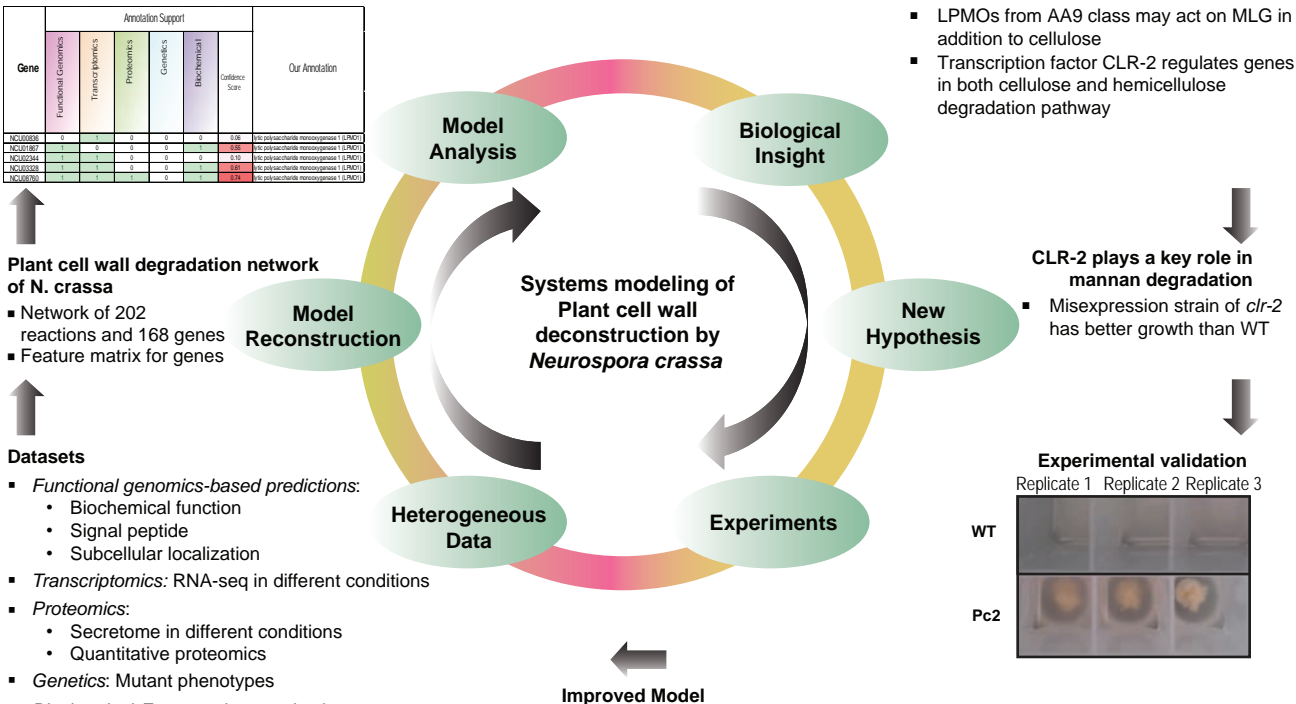 Annotation Support
Gene
Functional Genomics
Transcriptomics
Proteomics
Genetics
Biochemical
Confidence
Score
Our Annotation
NCU00836 0 1 0 0 0 0.06 lytic polysaccharide monooxygenase 1 (LPMO1)
NCU01867 1 0 0 0 1 0.55 lytic polysaccharide monooxygenase 1 (LPMO1)
NCU02344 1 1 0 0 0 0.10 lytic polysaccharide monooxygenase 1 (LPMO1)
NCU03328 1 1 0 0 1 0.61 lytic polysaccharide monooxygenase 1 (LPMO1)
NCU08760 1 1 1 0 1 0.74 lytic polysaccharide monooxygenase 1 (LPMO1)
Plant cell wall degradation network
of N. crassa
▪ Network of 202
reactions and 168 genes
▪ Feature matrix for genes
Datasets
▪ Functional genomics-based predictions:
• Biochemical function
• Signal peptide
• Subcellular localization
▪ Transcriptomics: RNA-seq in different conditions
▪ Proteomics:
• Secretome in different conditions
• Quantitative proteomics
▪ Genetics: Mutant phenotypes
Model
Analysis
Biological
Insight
Model
Reconstruction
Systems modeling of
Plant cell wall
deconstruction by
Neurospora crassa
New
Hypothesis
Heterogeneous
Data
Experiments
Improved Model
▪ LPMOs from AA9 class may act on MLG in
addition to cellulose
▪ Transcription factor CLR-2 regulates genes
in both cellulose and hemicellulose
degradation pathway
CLR-2 plays a key role in
mannan degradation
▪ Misexpression strain of clr-2
has better growth than WT
Experimental validation
Replicate 1 Replicate 2 Replicate 3
WT
Pc2